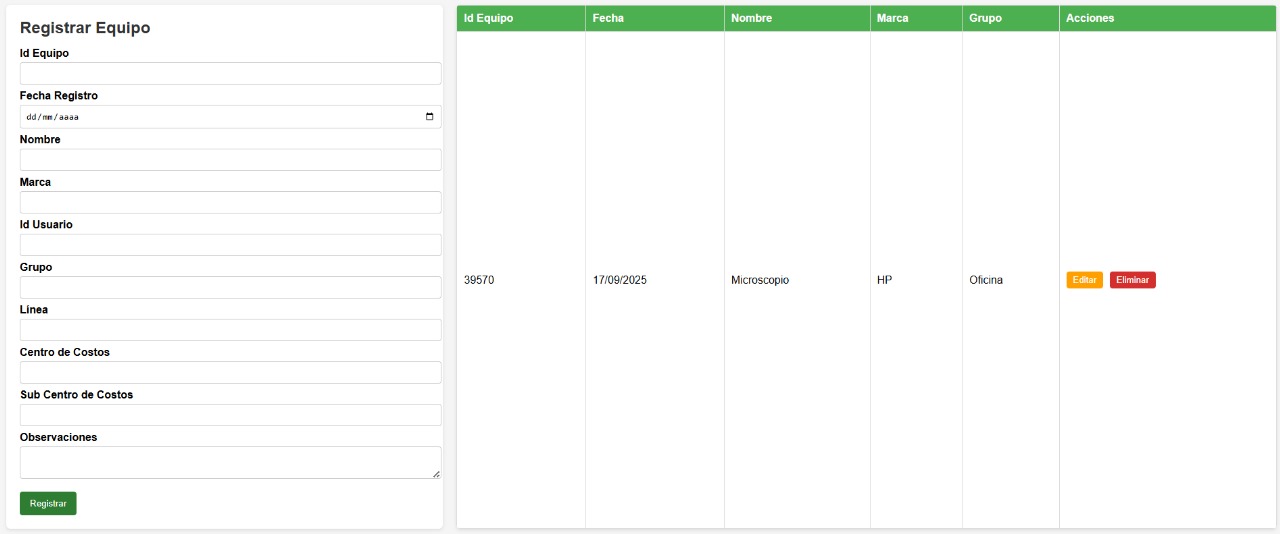 Registrar Equipo
Id Equipo
Fecha Registro
dd/mm/aaaa
Nombre
Marca
Id Usuario
Grupo
Línea
Centro de Costos
Sub Centro de Costos
Observaciones
Registrar
Id Equipo Fecha Nombre Marca Grupo Acciones
39570 17/09/2025 Microscopio HP Oficina Editar Eliminar